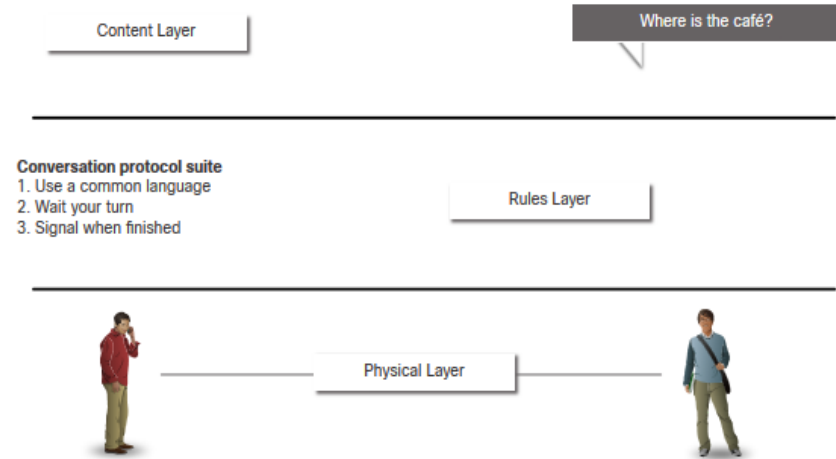 Content Layer
Where is the café?
Conversation protocol suite
1. Use a common language
2. Wait your turn
3. Signal when finished
Rules Layer
Physical Layer